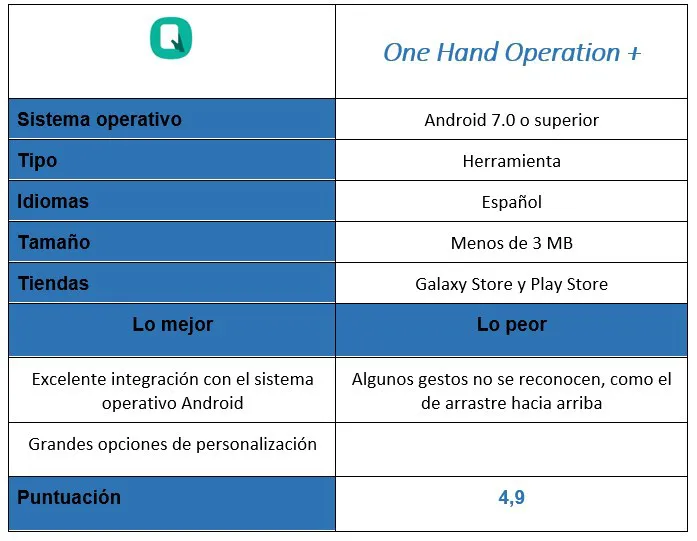 One Hand Operation +
Sistema operativo
Android 7.0 o superior
Tipo
Herramienta
Idiomas
Español
Tamaño
Menos de 3 MB
Tiendas
Galaxy Store y Play Store
Lo mejor
Lo peor
Excelente integración con el sistema
operativo Android
Algunos gestos no se reconocen, como el
de arrastre hacia arriba
Grandes opciones de personalización
Puntuación
4,9